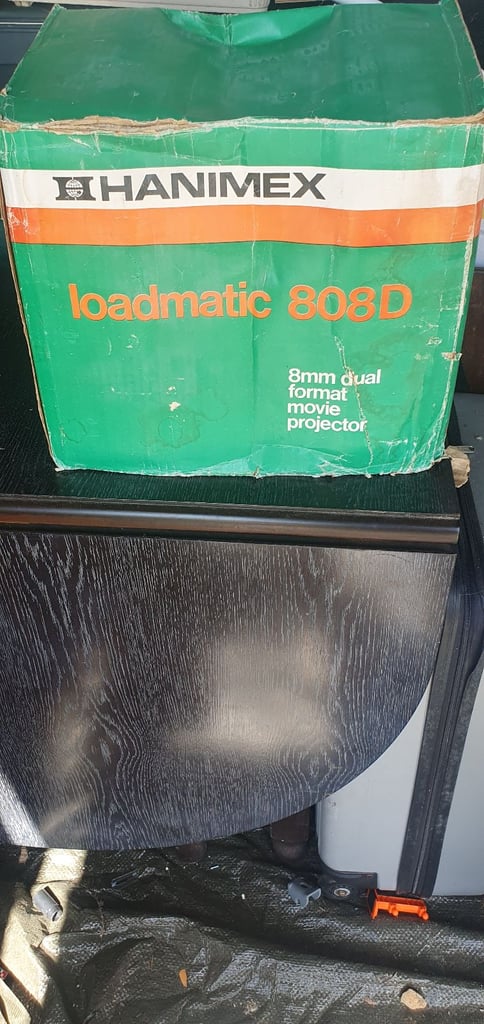 HANIMEX
loadmatic 808D
8mm dual
format
movie
projector